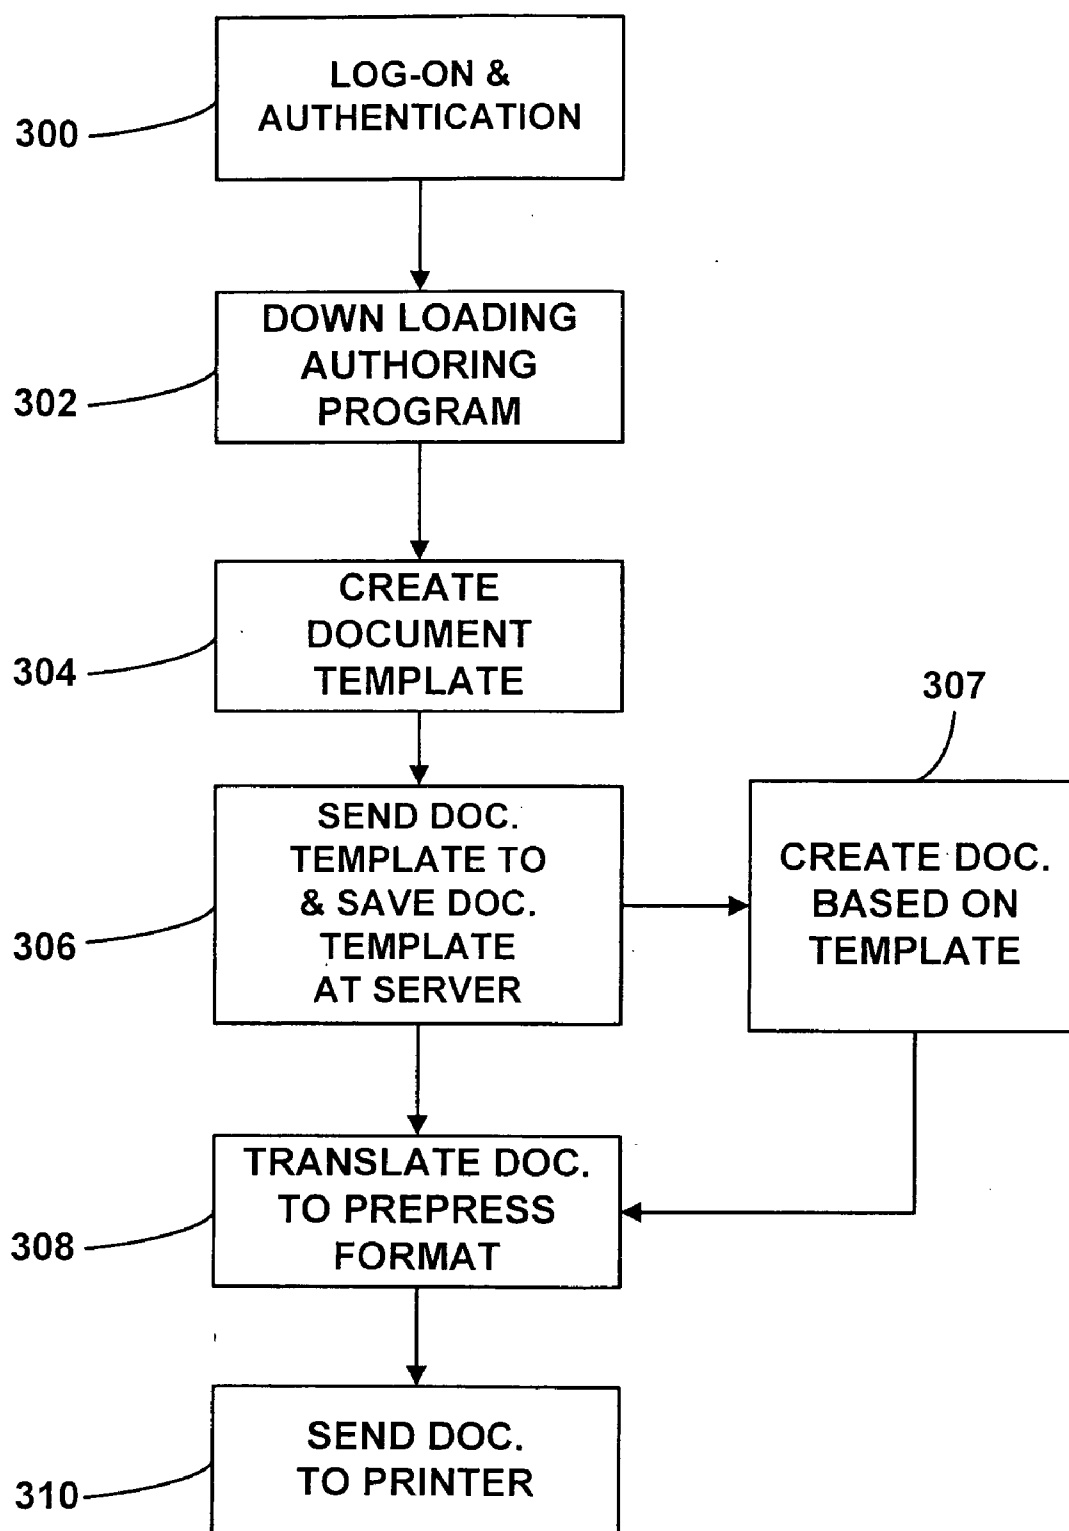 LOG-ON &
AUTHENTICATION
300
DOWN LOADING
AUTHORING
PROGRAM
302
CREATE
DOCUMENT
TEMPLATE
304
307
SEND DOC.
TEMPLATE TO
& SAVE DOC.
TEMPLATE
AT SERVER
306
CREATE DOC.
BASED ON
TEMPLATE
TRANSLATE DOC.
TO PREPRESS
FORMAT
308
SEND DOC.
TO PRINTER
310